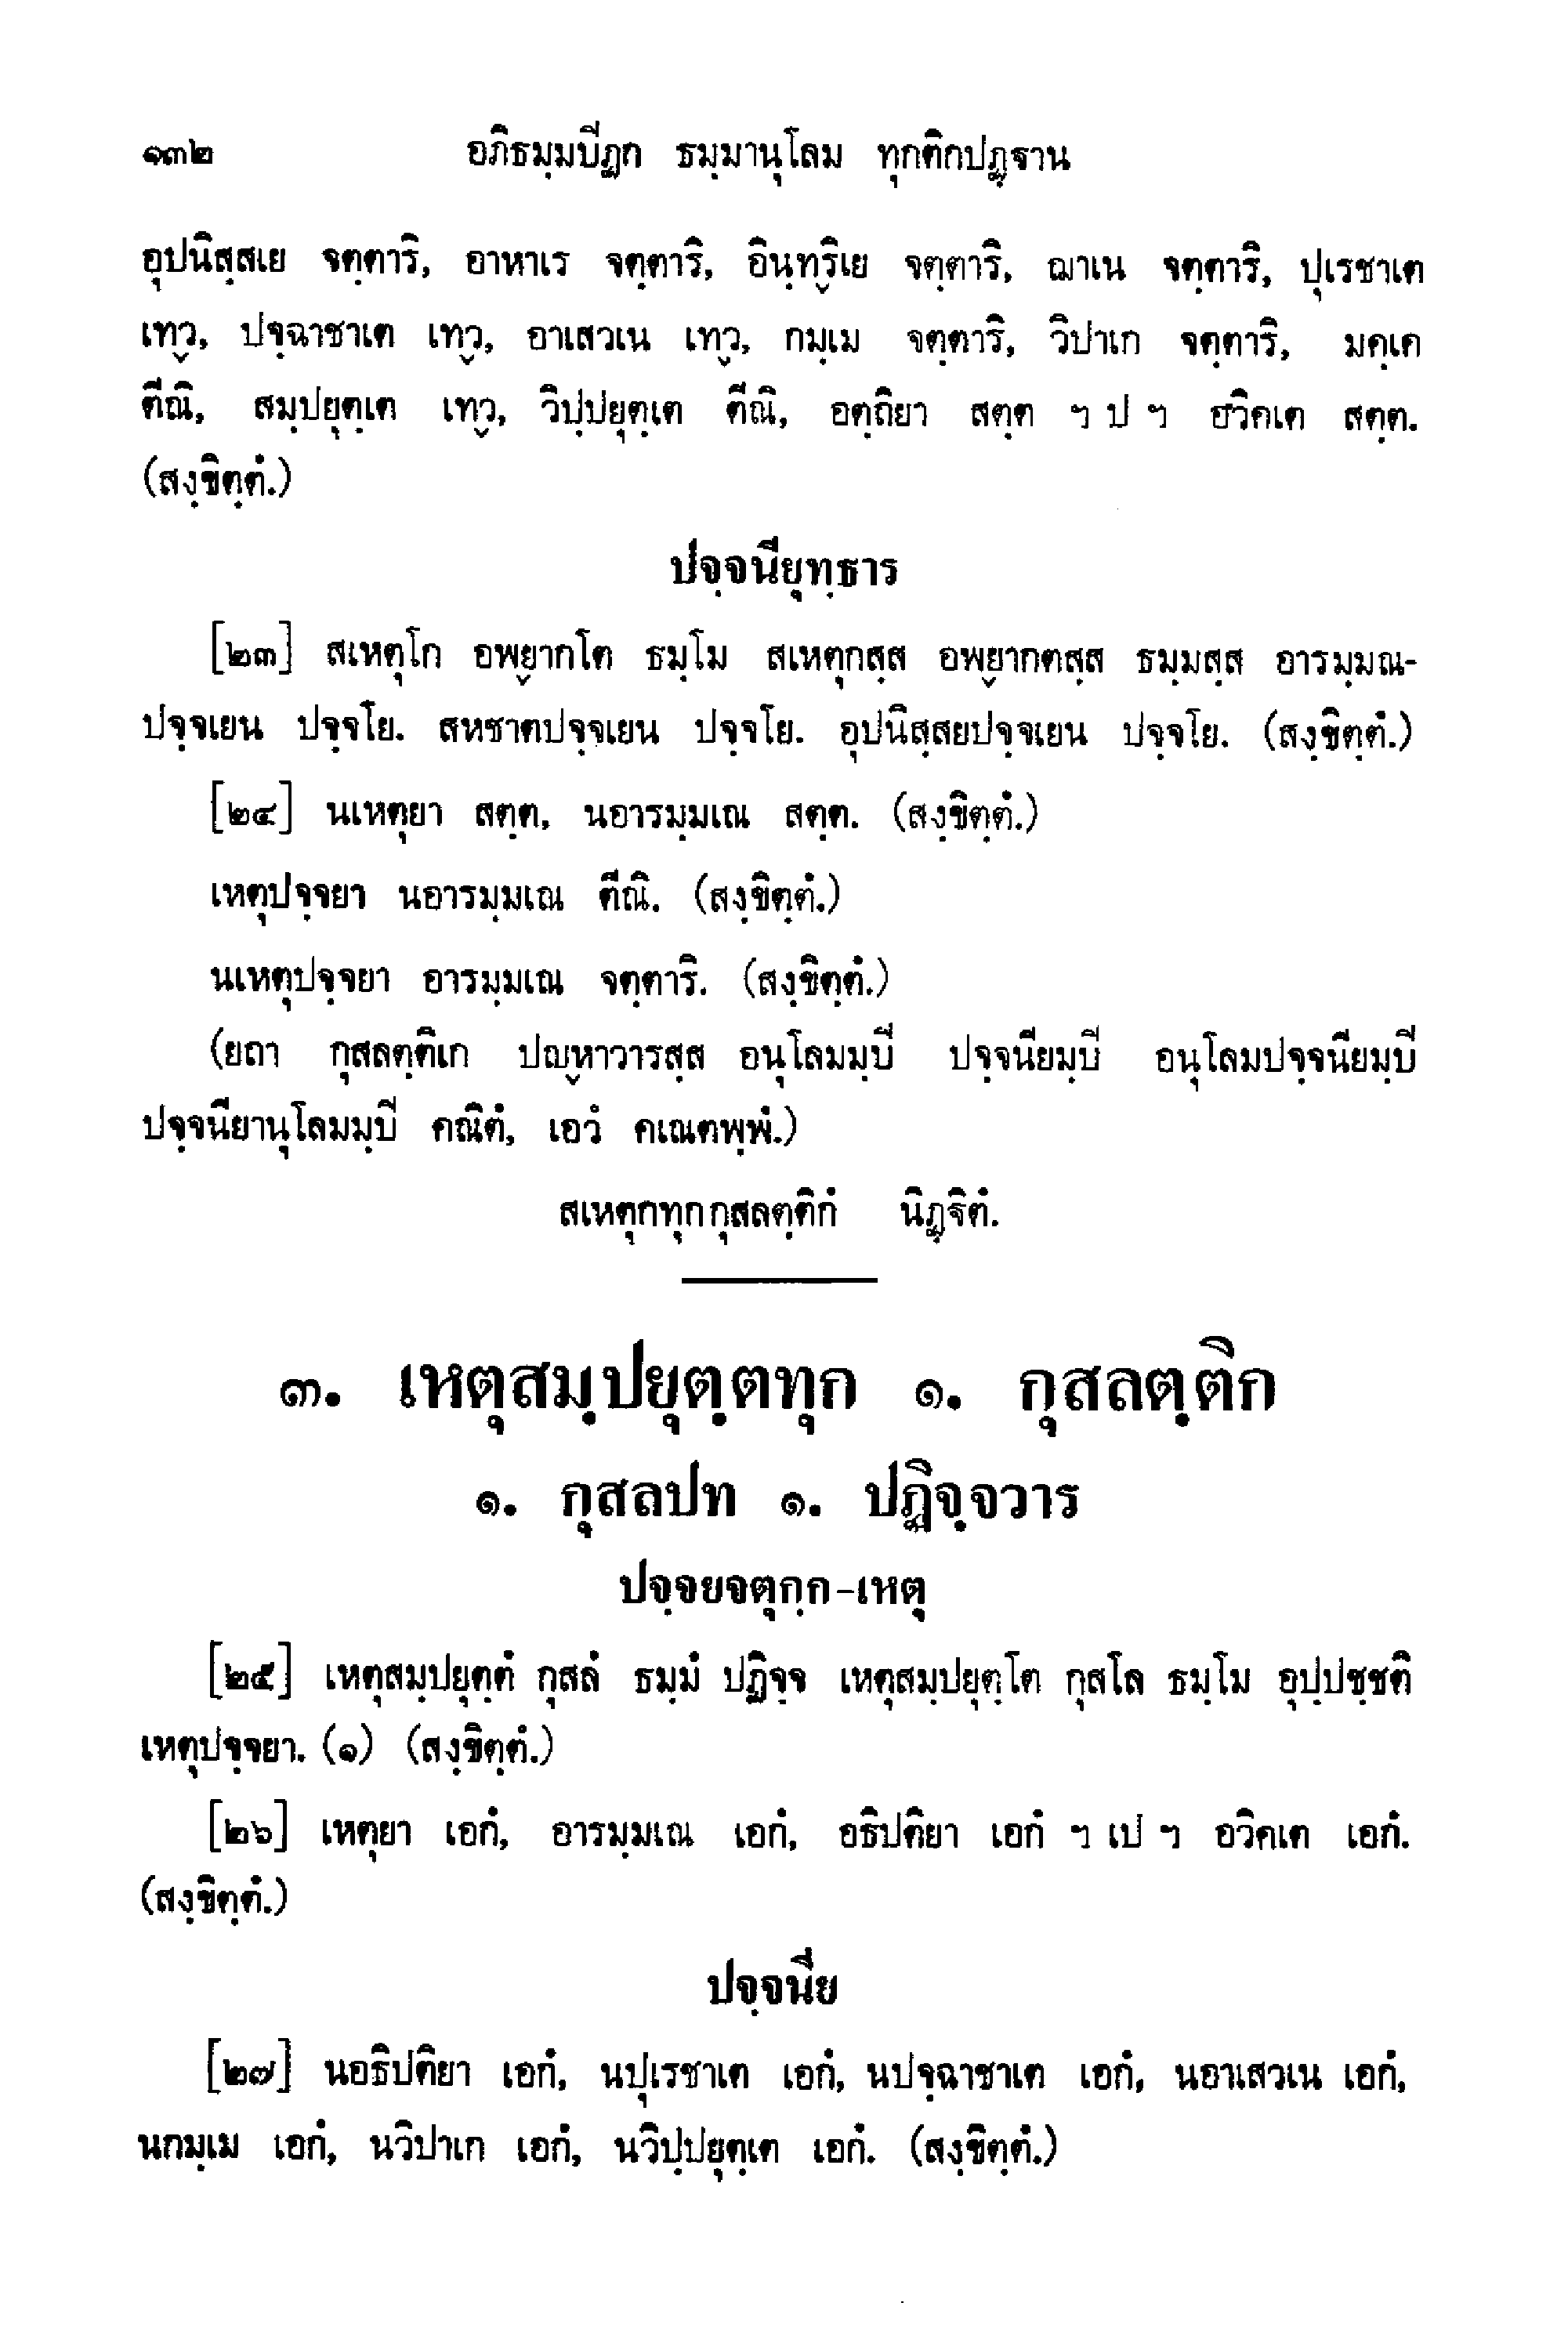 ๑๓๒ อภิธมฺมปิฏก ธมฺมานุโลม ทุกติกปฏฺฐาน
อุปนิสฺสเย จตฺตาริ, อาหาเร จตฺตาริ, อินฺทฺริเย จตฺตาริ, ฌาเน จตฺตาริ, ปุเรชาเต
เทฺว, ปจฺฉาชาเต เทฺว, อาเสวเน เทฺว, กมฺเม จตฺตาริ, วิปาเก จตฺตาริ, มคฺเค
ตีณิ, สมฺปยุตฺเต เทฺว, วิปฺปยุตฺเต ตีณิ, อตฺถิยา สตฺต ฯ ป ฯ อวิคเต สตฺต.
(สงฺขิตฺตํ.)
ปจฺจนียุทฺธาร
[๒๓] สเหตุโก อพฺยากโต ธมฺโม สเหตุกสฺส อพฺยากตสฺส ธมฺมสฺส อารมฺมณ-
ปจฺจเยน ปจฺจโย. สหชาตปจฺจเยน ปจฺจโย. อุปนิสฺสยปจฺจเยน ปจฺจโย. (สงฺขิตฺตํ.)
[๒๔] นเหตุยา สตฺต, นอารมฺมเณ สตฺต. (สงฺขิตฺตํ.)
เหตุปจฺจยา นอารมฺมเณ ตีณิ. (สงฺขิตฺตํ.)
นเหตุปจฺจยา อารมฺมเณ จตฺตาริ. (สงฺขิตฺตํ.)
(ยถา กุสลตฺติเก ปญฺหาวารสฺส อนุโลมมฺปิ ปจฺจนียมฺปิ อนุโลมปจฺจนียมฺปิ
ปจฺจนียานุโลมมฺปิ คณิตํ, เอวํ คเณตพฺพํ.)
สเหตุกทุกกุสลตฺติกํ นิฏฺฐิตํ.
๓. เหตุสมฺปยุตฺตทุก ๑. กุสลตฺติก
๑. กุสลปท ๑. ปฏิจฺจวาร
ปจฺจยจตุกฺก-เหตุ
[๒๕] เหตุสมฺปยุตฺตํ กุสลํ ธมฺมํ ปฏิจฺจ เหตุสมฺปยุตฺโต กุสโล ธมฺโม อุปฺปชฺชติ
เหตุปจฺจยา. (๑) (สงฺขิตฺตํ.)
[๒๖] เหตุยา เอกํ, อารมฺมเณ เอกํ, อธิปติยา เอกํ ฯ เป ฯ อวิคเต เอกํ.
(สงฺขิตฺตํ.)
ปจฺจนีย
[๒๗] นอธิปติยา เอกํ, นปุเรชาเต เอกํ, นปจฺฉาชาเต เอกํ, นอาเสวเน เอกํ,
นกมฺเม เอกํ, นวิปาเก เอกํ, นวิปฺปยุตฺเต เอกํ. (สงฺขิตฺตํ.)